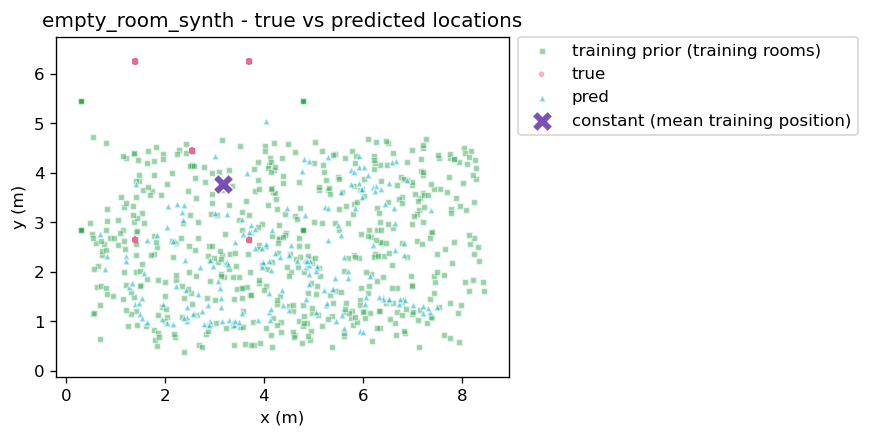 empty_room_synth - true vs predicted locations
training prior (training rooms)
true
pred
constant (mean training position)
6
5
4
3
2
1
0
y (m)
0 2 4 6 8
x (m)